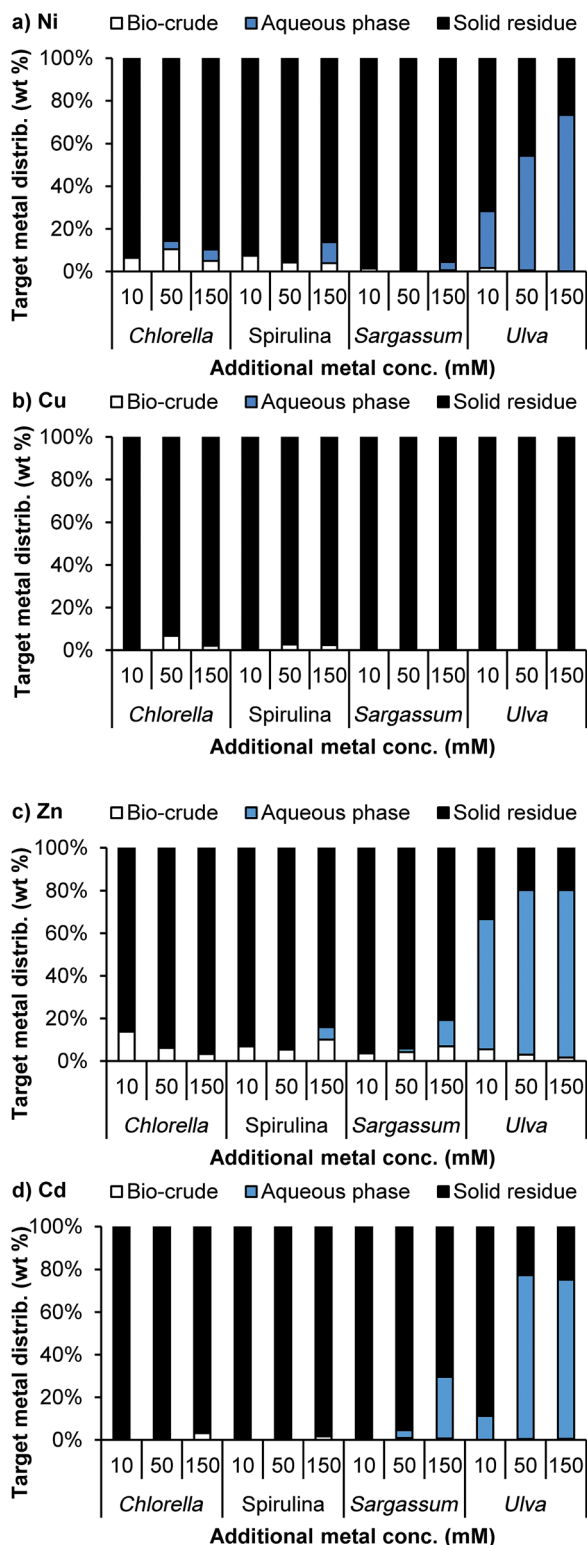 a) Ni □Bio-crude ■Aqueous phase ■Solid residue
Target metal distrib. (wt %)
100%
80%
60%
40%
20%
0%
10 50 150 10 50 150 10 50 150 10 50 150
Chlorella Spirulina Sargassum Ulva
Additional metal conc. (mM)
b) Cu □Bio-crude ■Aqueous phase ■Solid residue
Target metal distrib. (wt %)
100%
80%
60%
40%
20%
0%
10 50 150 10 50 150 10 50 150 10 50 150
Chlorella Spirulina Sargassum Ulva
Additional metal conc. (mM)
c) Zn □Bio-crude ■Aqueous phase ■Solid residue
Target metal distrib. (wt %)
100%
80%
60%
40%
20%
0%
10 50 150 10 50 150 10 50 150 10 50 150
Chlorella Spirulina Sargassum Ulva
Additional metal conc. (mM)
d) Cd □Bio-crude ■Aqueous phase ■Solid residue
Target metal distrib. (wt %)
100%
80%
60%
40%
20%
0%
10 50 150 10 50 150 10 50 150 10 50 150
Chlorella Spirulina Sargassum Ulva
Additional metal conc. (mM)